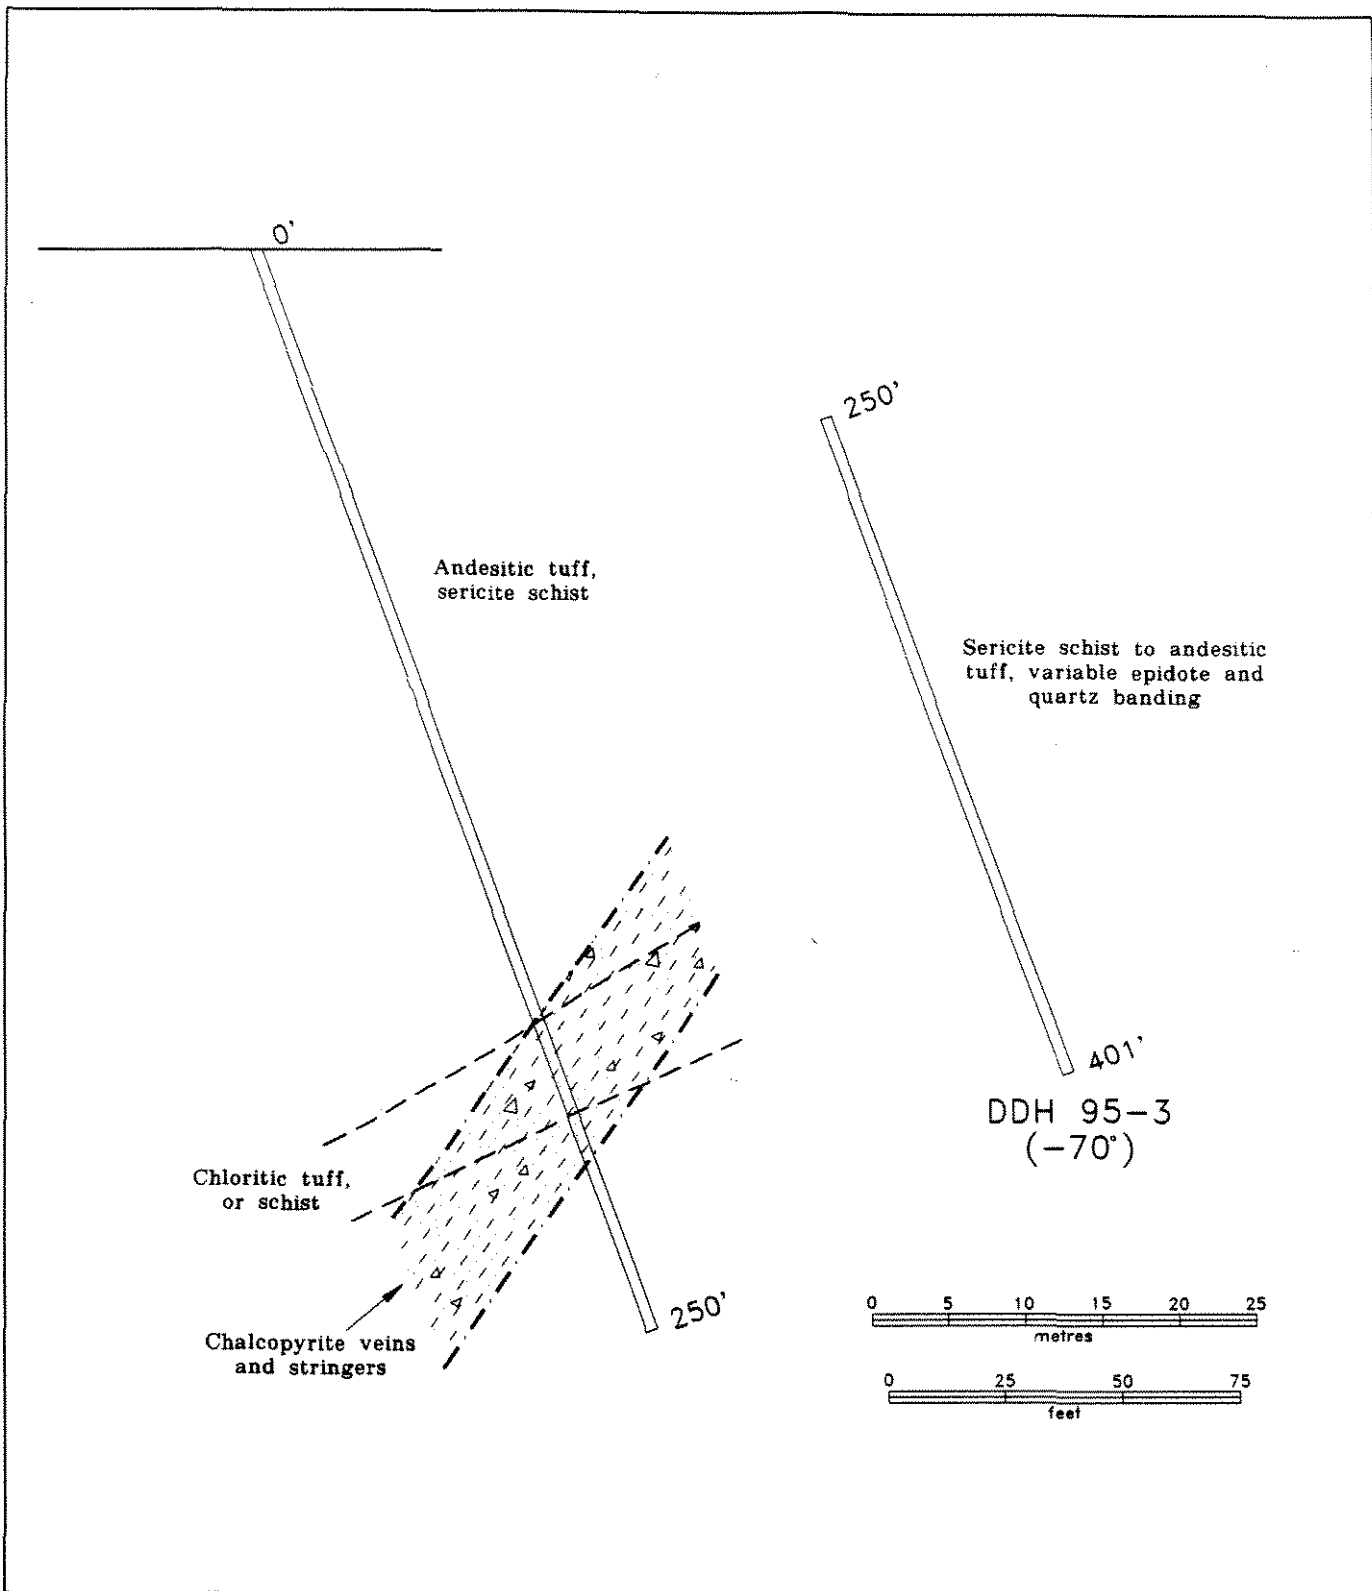 0'
250'
Andesitic tuff,
sericite schist
Sericite schist to andesitic
tuff, variable epidote and
quartz banding
401'
DDH 95-3
(-70°)
Chloritic tuff,
or schist
250'
Chalcopyrite veins
and stringers
0 5 10 15 20 25
metres
0 25 50 75
feet